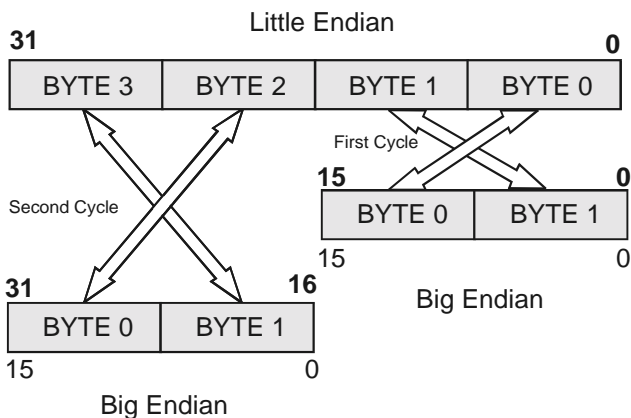 Little Endian
31 0
BYTE 3 BYTE 2 BYTE 1 BYTE 0
First Cycle
15 0
Second Cycle
BYTE 0 BYTE 1
15 0
31 16
Big Endian
BYTE 0 BYTE 1
15 0
Big Endian